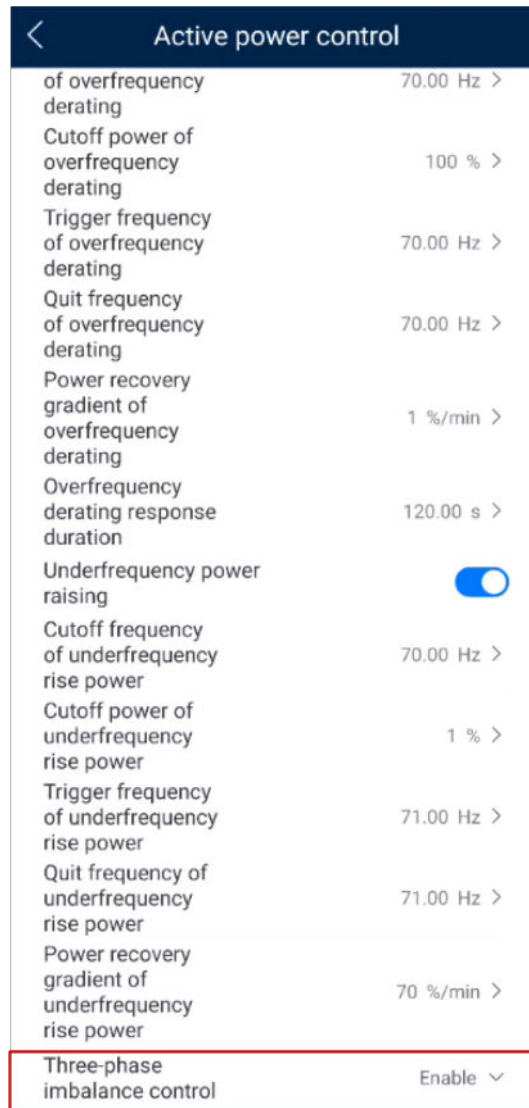 Active power control
of overfrequency
derating
70.00 Hz >
Cutoff power of
overfrequency
derating
100 % >
Trigger frequency
of overfrequency
derating
70.00 Hz >
Quit frequency
of overfrequency
derating
70.00 Hz >
Power recovery
gradient of
overfrequency
derating
1 %/min >
Overfrequency
derating response
duration
120.00 s >
Underfrequency power
raising
Cutoff frequency
of underfrequency
rise power
70.00 Hz >
Cutoff power of
underfrequency
rise power
1 % >
Trigger frequency
of underfrequency
rise power
71.00 Hz >
Quit frequency of
underfrequency
rise power
71.00 Hz >
Power recovery
gradient of
underfrequency
rise power
70 %/min >
Three-phase
imbalance control
Enable